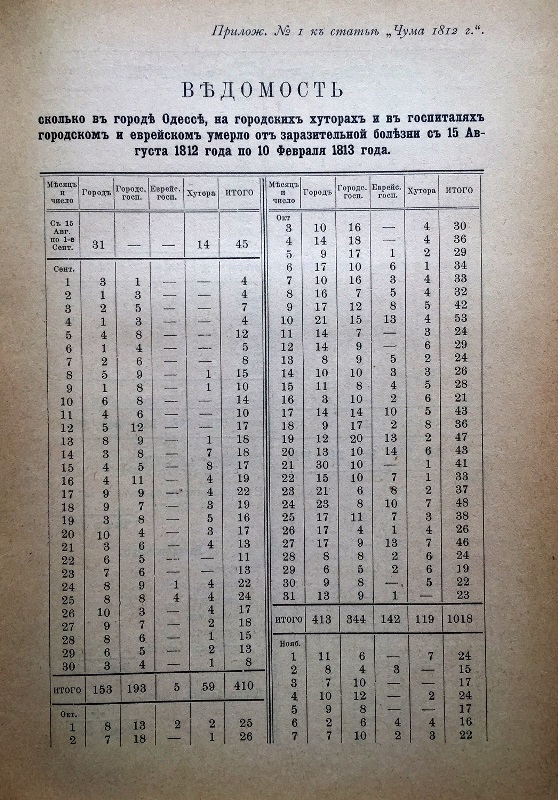 Прилож. № 1 къ статьѣ „Чума 1812 г.“.
ВѢДОМОСТЬ
сколько въ городѣ Одессѣ, на городскихъ хуторахъ и въ госпиталяхъ
городскомъ и еврейскомъ умерло отъ заразительной болѣзни съ 15 Ав-
густа 1812 года по 10 Февраля 1813 года.
Мѣсяцъ и число Городъ Городс. госп. Еврейс. госп. Хутора ИТОГО
Съ 15 Авг. по 1-е Сент. 31 — — 14 45
Сент.
1 3 1 — — 4
2 1 3 — — 4
3 2 5 — — 7
4 1 3 — — 4
5 4 8 — — 12
6 1 4 — — 5
7 2 6 — — 8
8 5 9 — 1 15
9 1 8 — 1 10
10 6 8 — — 14
11 4 6 — — 10
12 5 12 — — 17
13 8 9 — 1 18
14 3 8 — 7 18
15 4 5 — 8 17
16 4 11 — 4 19
17 9 9 — 4 22
18 9 7 — 3 19
19 3 8 — 5 16
20 10 4 — 3 17
21 3 6 — 4 13
22 6 5 — — 11
23 7 6 — — 13
24 8 9 1 4 22
25 8 8 4 4 24
26 10 3 — 4 17
27 9 7 — 2 18
28 8 6 — 1 15
29 6 5 — 2 13
30 3 4 — 1 8
ИТОГО 153 193 5 59 410
Окт.
1 8 13 2 2 25
2 7 18 — 1 26
Мѣсяцъ и число Городъ Городс. госп. Еврейс. госп. Хутора ИТОГО
Окт
3 10 16 — 4 30
4 14 18 — 4 36
5 9 17 1 2 29
6 17 10 6 1 34
7 10 16 3 4 33
8 16 7 5 4 32
9 17 12 8 5 42
10 21 15 13 4 53
11 14 7 — 3 24
12 14 9 — 6 29
13 8 9 5 2 24
14 10 10 3 3 26
15 11 8 4 5 28
16 3 10 2 6 21
17 14 14 10 5 43
18 9 17 2 8 36
19 12 20 13 2 47
20 13 10 14 6 43
21 30 10 — 1 41
22 15 10 7 1 33
23 21 6 8 2 37
24 23 8 10 7 48
25 17 11 7 3 38
26 17 4 1 4 26
27 17 9 13 7 46
28 8 8 2 6 24
29 6 5 2 6 19
30 9 8 — 5 22
31 13 9 1 — 23
ИТОГО 413 344 142 119 1018
Нояб.
1 11 6 — 7 24
2 8 4 3 — 15
3 7 10 — — 17
4 10 12 — 2 24
5 9 8 — — 17
6 2 6 4 4 16
7 7 10 2 3 22